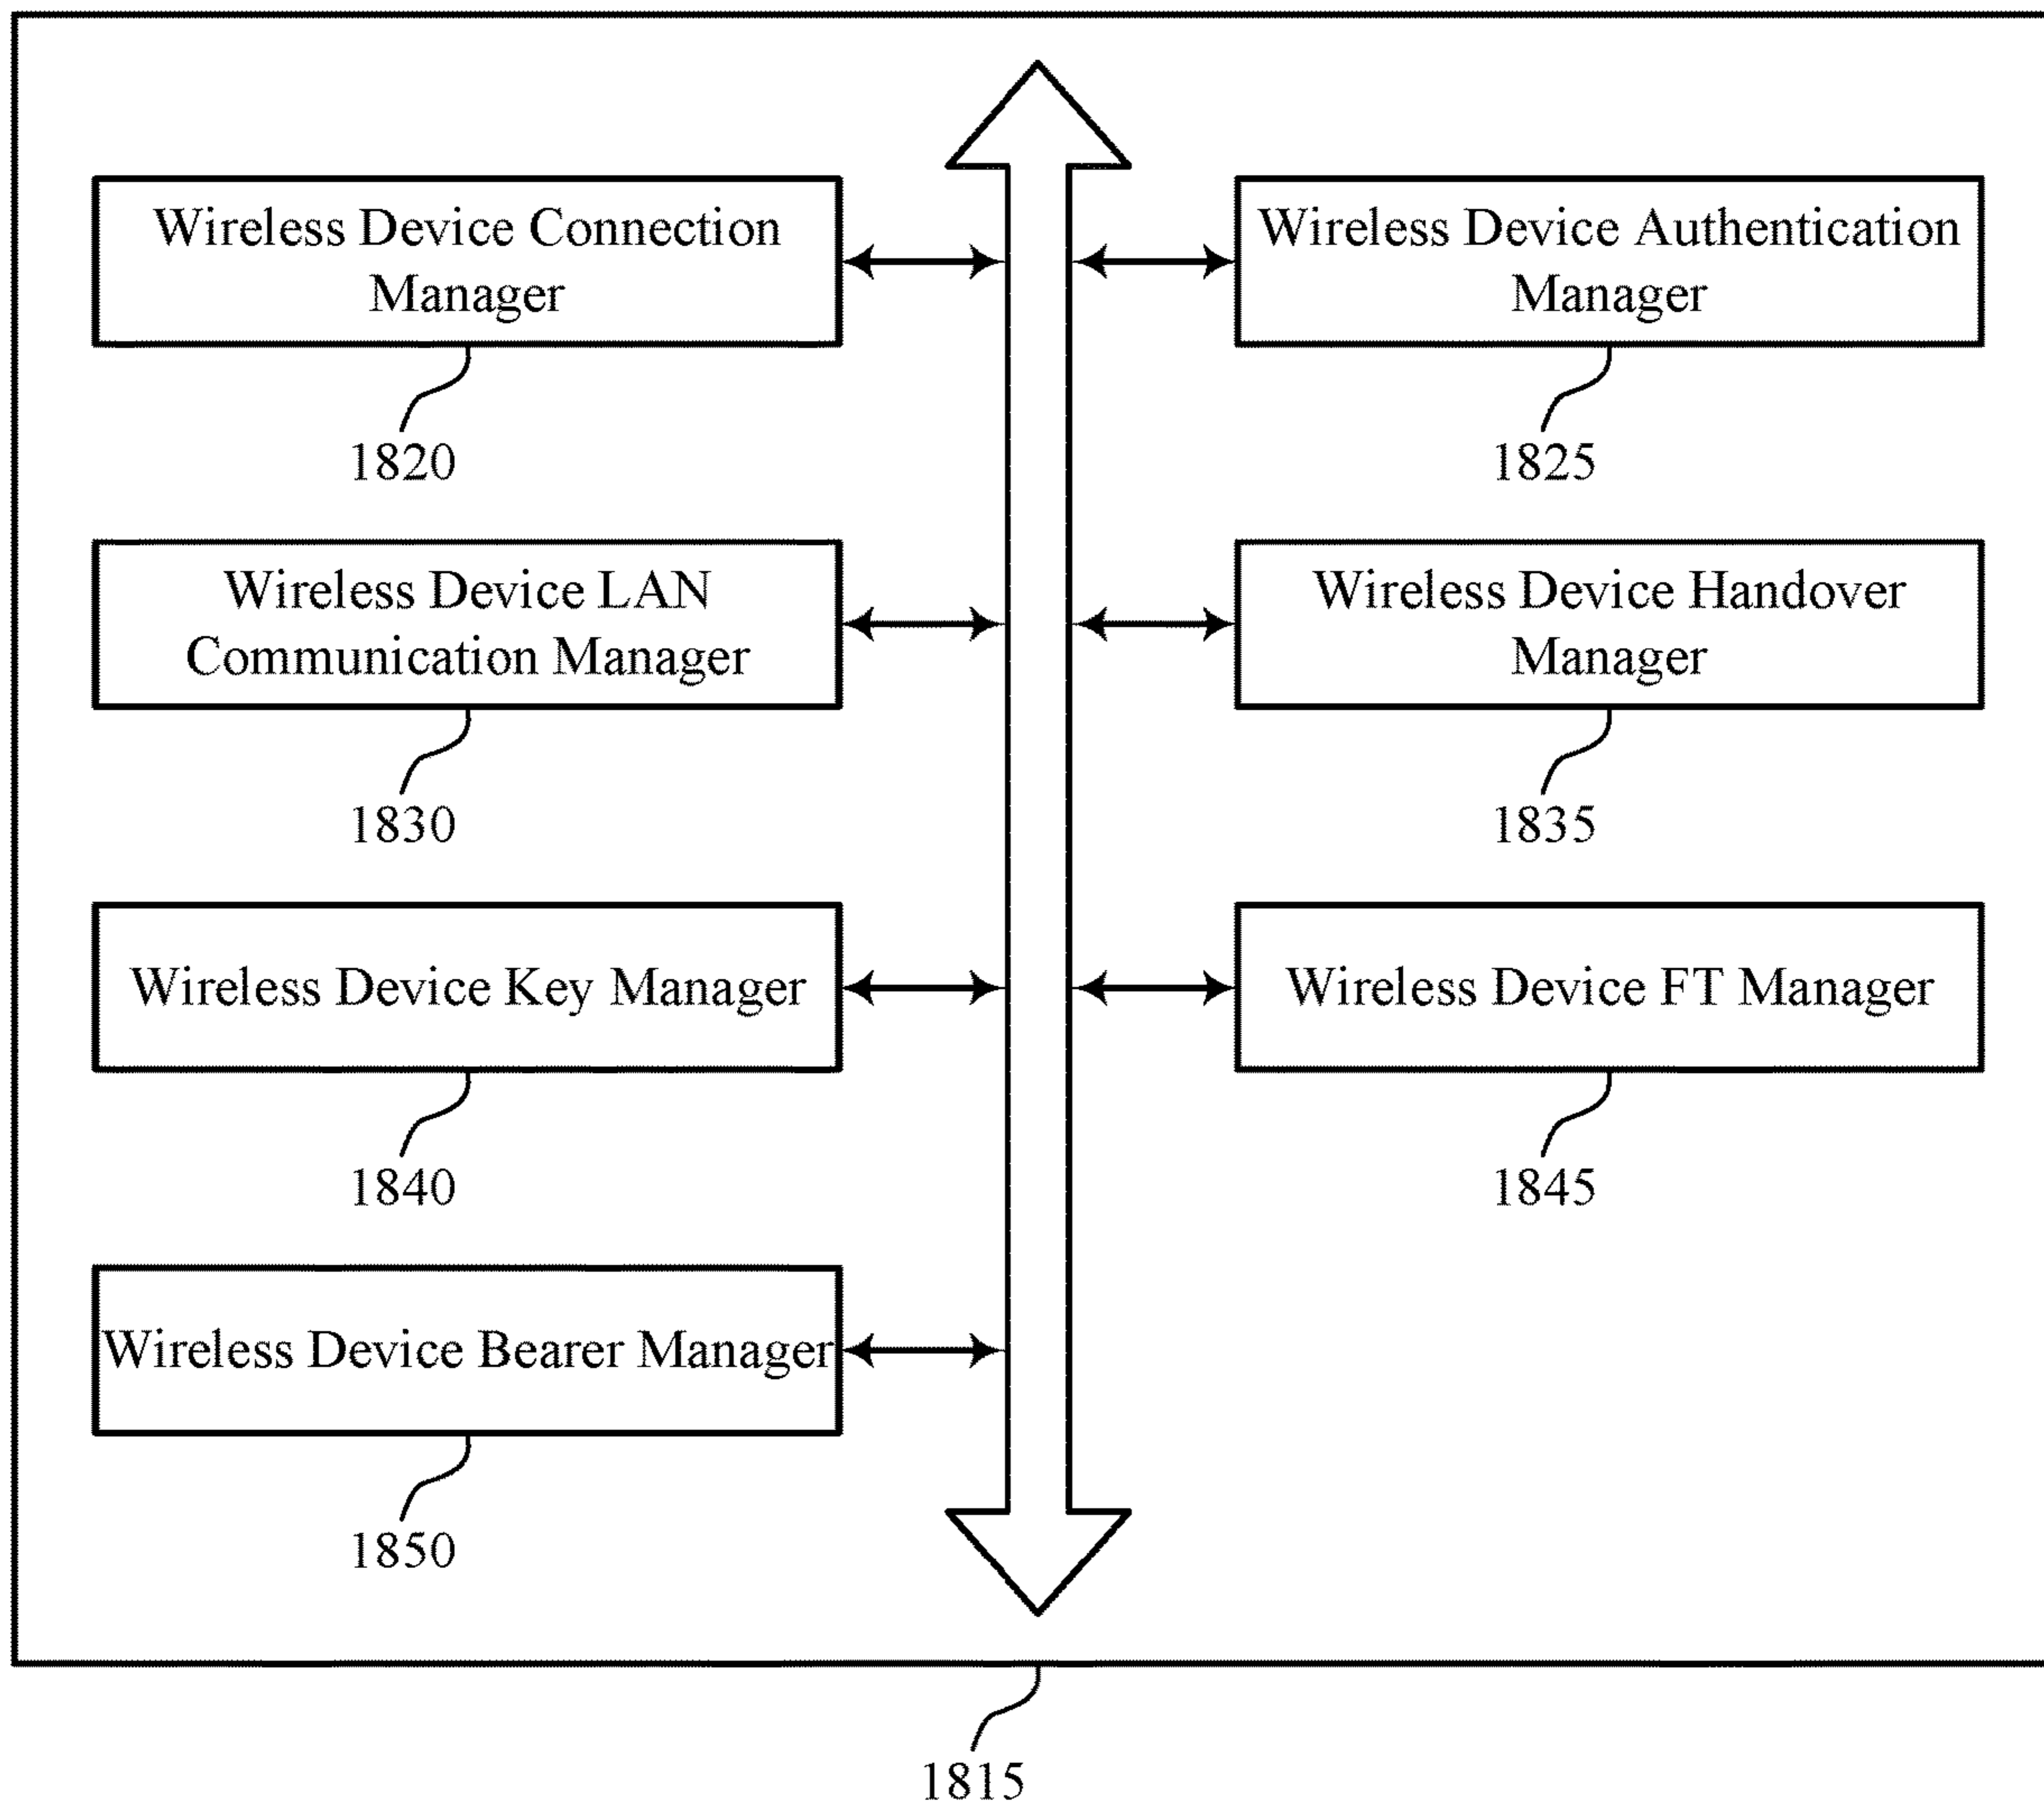 Wireless Device Connection
Manager
1820
Wireless Device Authentication
Manager
1825
Wireless Device LAN
Communication Manager
1830
Wireless Device Handover
Manager
1835
Wireless Device Key Manager
1840
Wireless Device FT Manager
1845
Wireless Device Bearer Manager
1850
1815